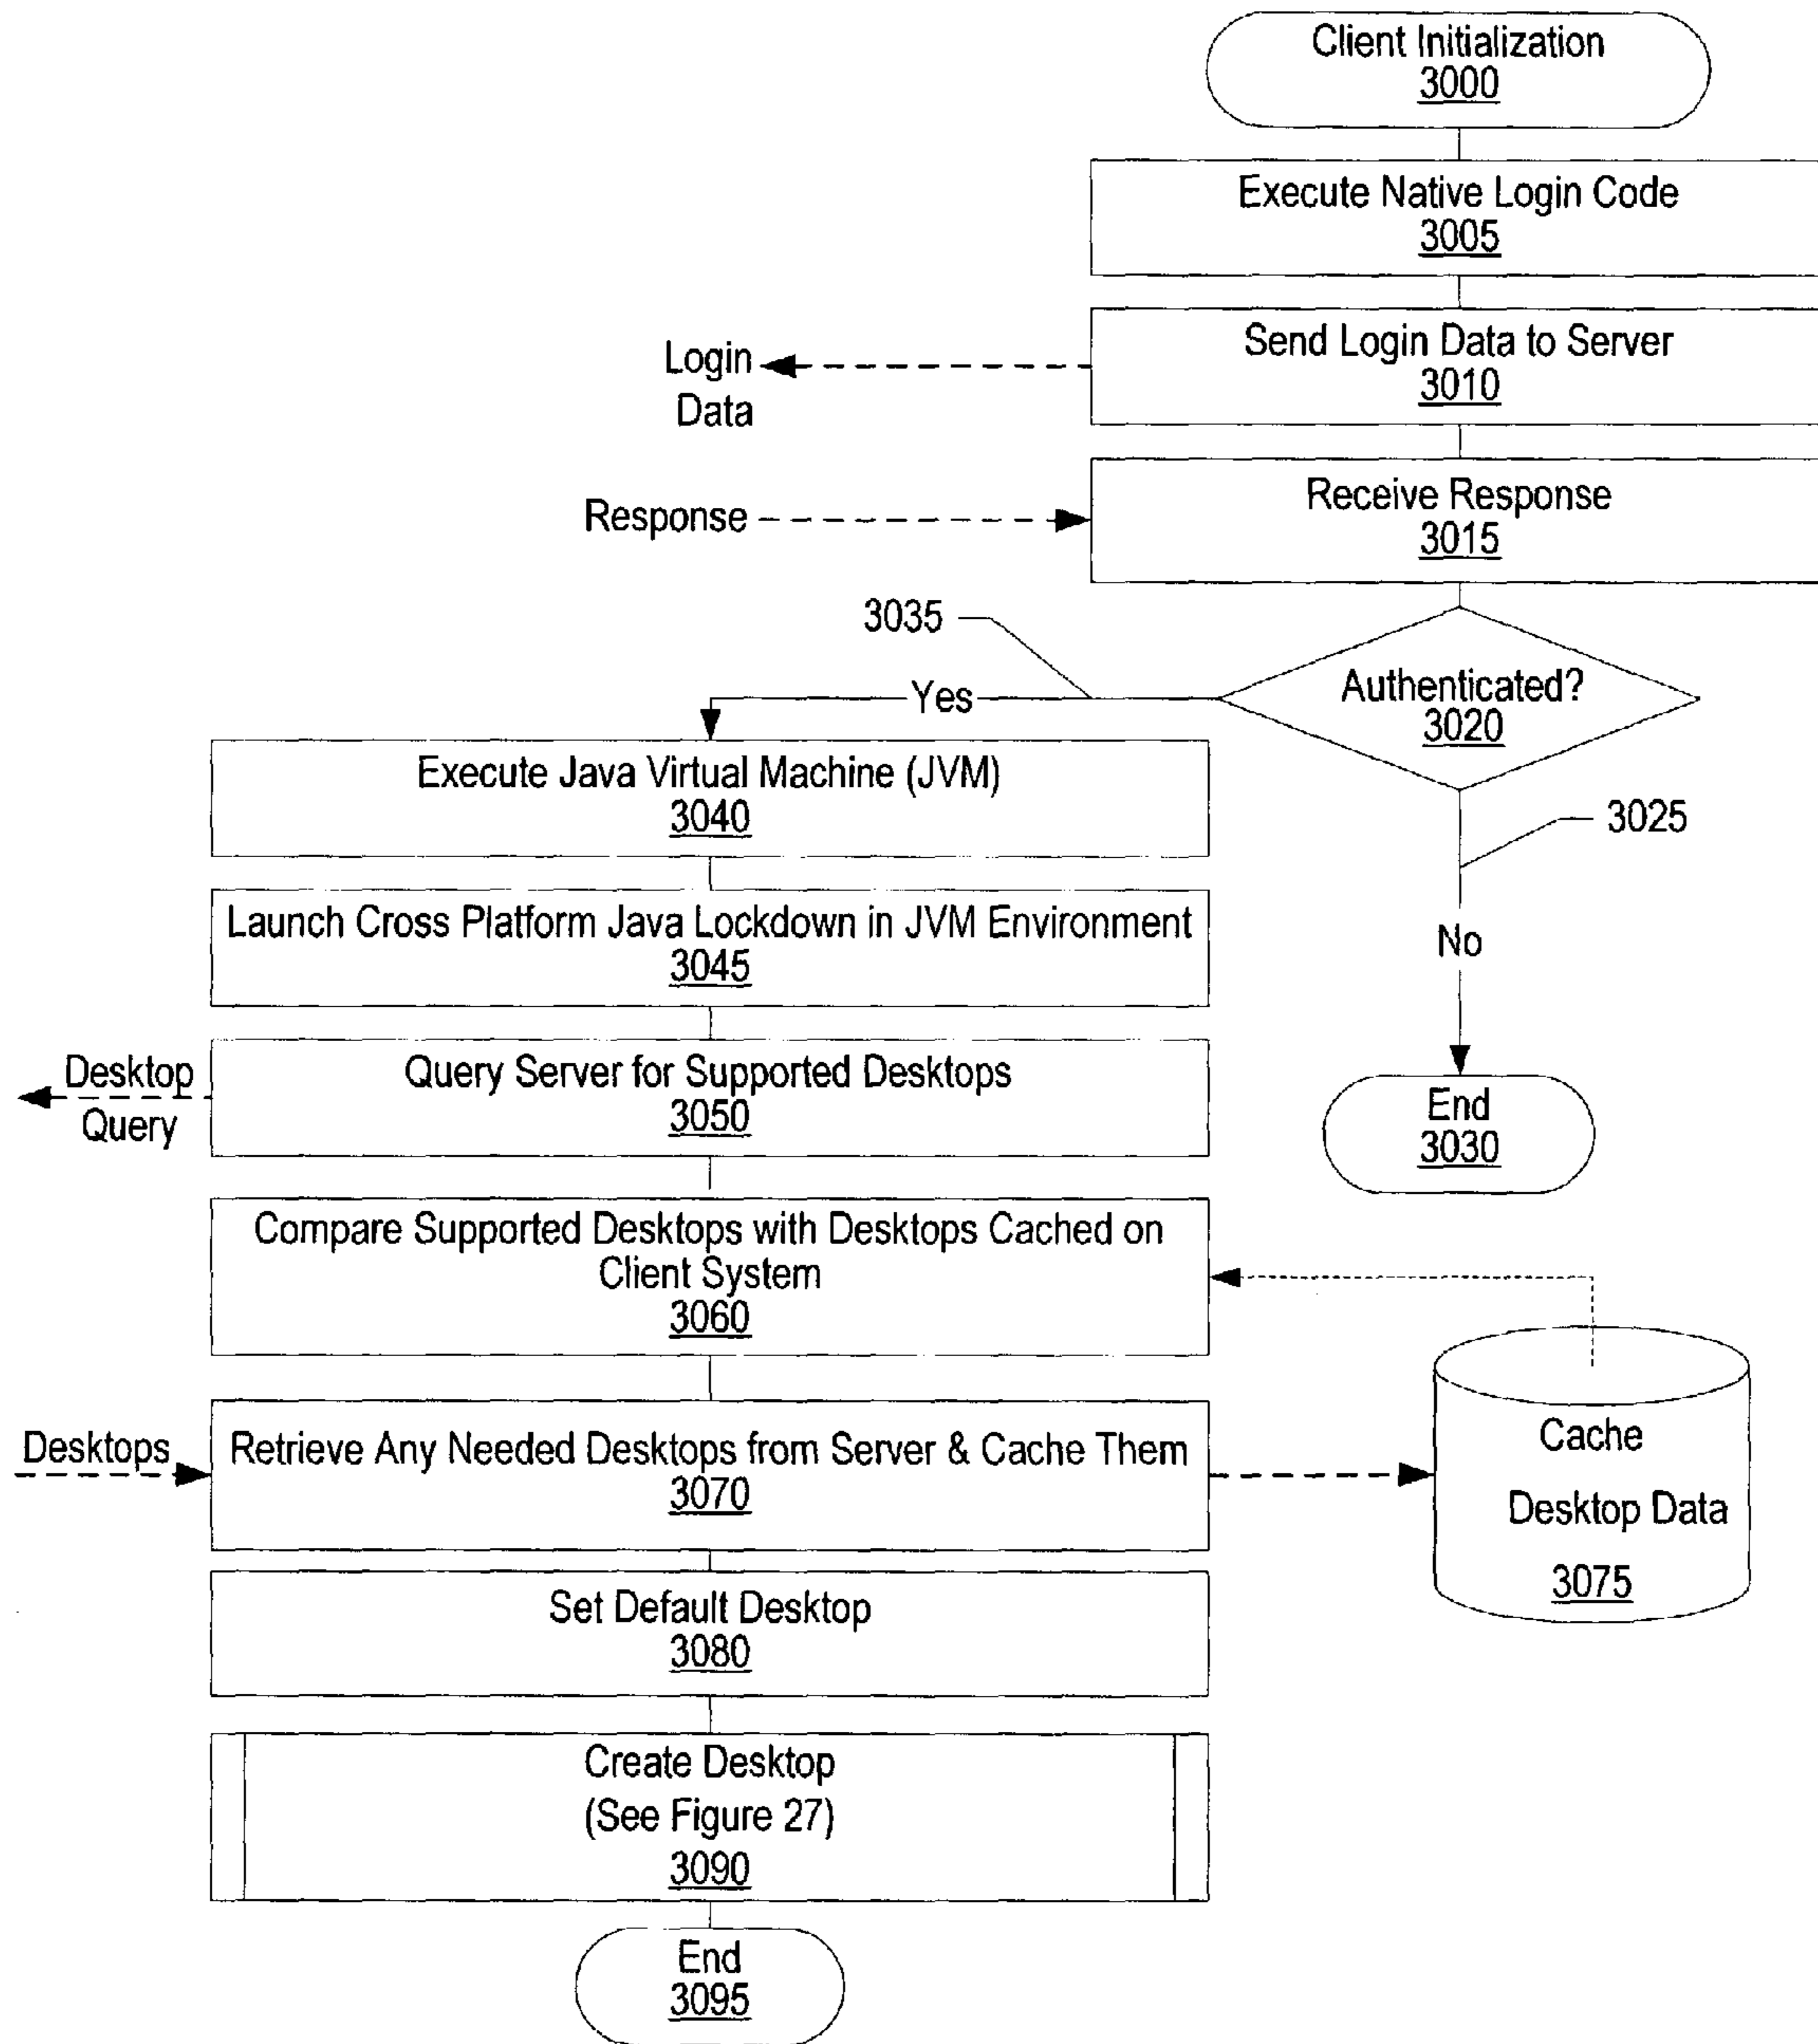 Client Initialization
3000
Execute Native Login Code
3005
Send Login Data to Server
3010
Login
Data
Receive Response
3015
Response
3035
Authenticated?
3020
Yes
Execute Java Virtual Machine (JVM)
3040
3025
No
Launch Cross Platform Java Lockdown in JVM Environment
3045
Query Server for Supported Desktops
3050
Desktop
Query
End
3030
Compare Supported Desktops with Desktops Cached on
Client System
3060
Desktops
Retrieve Any Needed Desktops from Server & Cache Them
3070
Cache
Desktop Data
3075
Set Default Desktop
3080
Create Desktop
(See Figure 27)
3090
End
3095